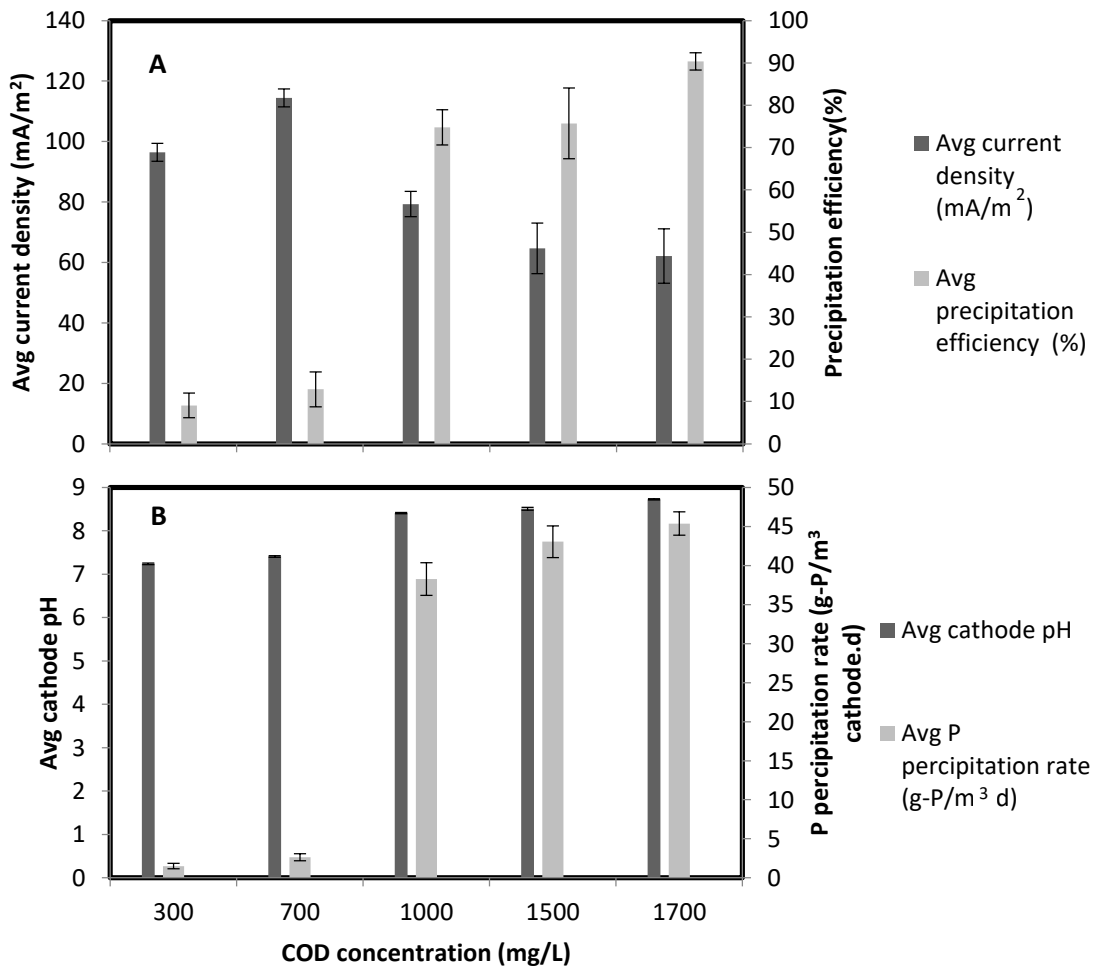 A
Avg current density (mA/m²)
140
120
100
80
60
40
20
0
100
90
80
70
60
50
40
30
20
10
0
Precipitation efficiency(%)
Avg current
density
(mA/m²)
Avg
precipitation
efficiency (%)
B
Avg cathode pH
9
8
7
6
5
4
3
2
1
0
50
45
40
35
30
25
20
15
10
5
0
P percipitation rate (g-P/m³
cathode.d)
Avg cathode pH
Avg P
percipitation rate
(g-P/m³ d)
300 700 1000 1500 1700
COD concentration (mg/L)